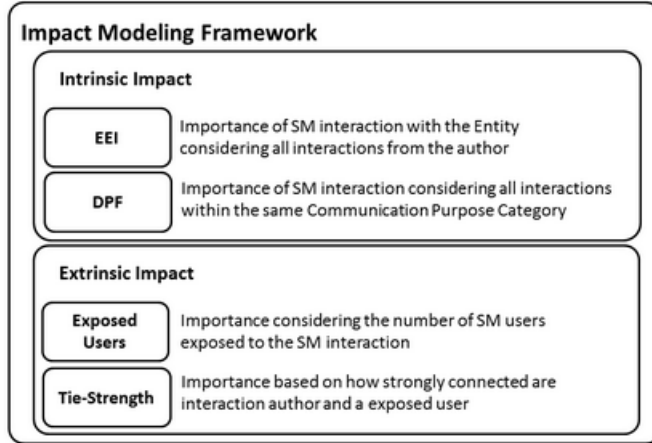 Impact Modeling Framework
Intrinsic Impact
EEI
Importance of SM interaction with the Entity
considering all interactions from the author
DPF
Importance of SM interaction considering all interactions
within the same Communication Purpose Category
Extrinsic Impact
Exposed
Users
Importance considering the number of SM users
exposed to the SM interaction
Tie-Strength
Importance based on how strongly connected are
interaction author and a exposed user